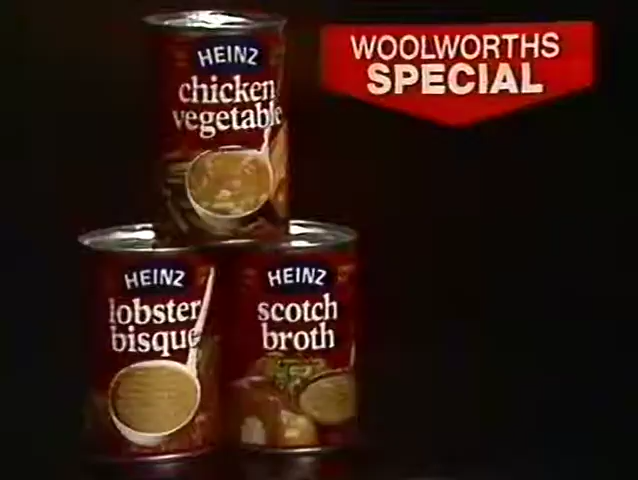 WOOLWORTHS
SPECIAL
HEINZ
chicken
vegetable
HEINZ
lobster
bisque
HEINZ
scotch
broth